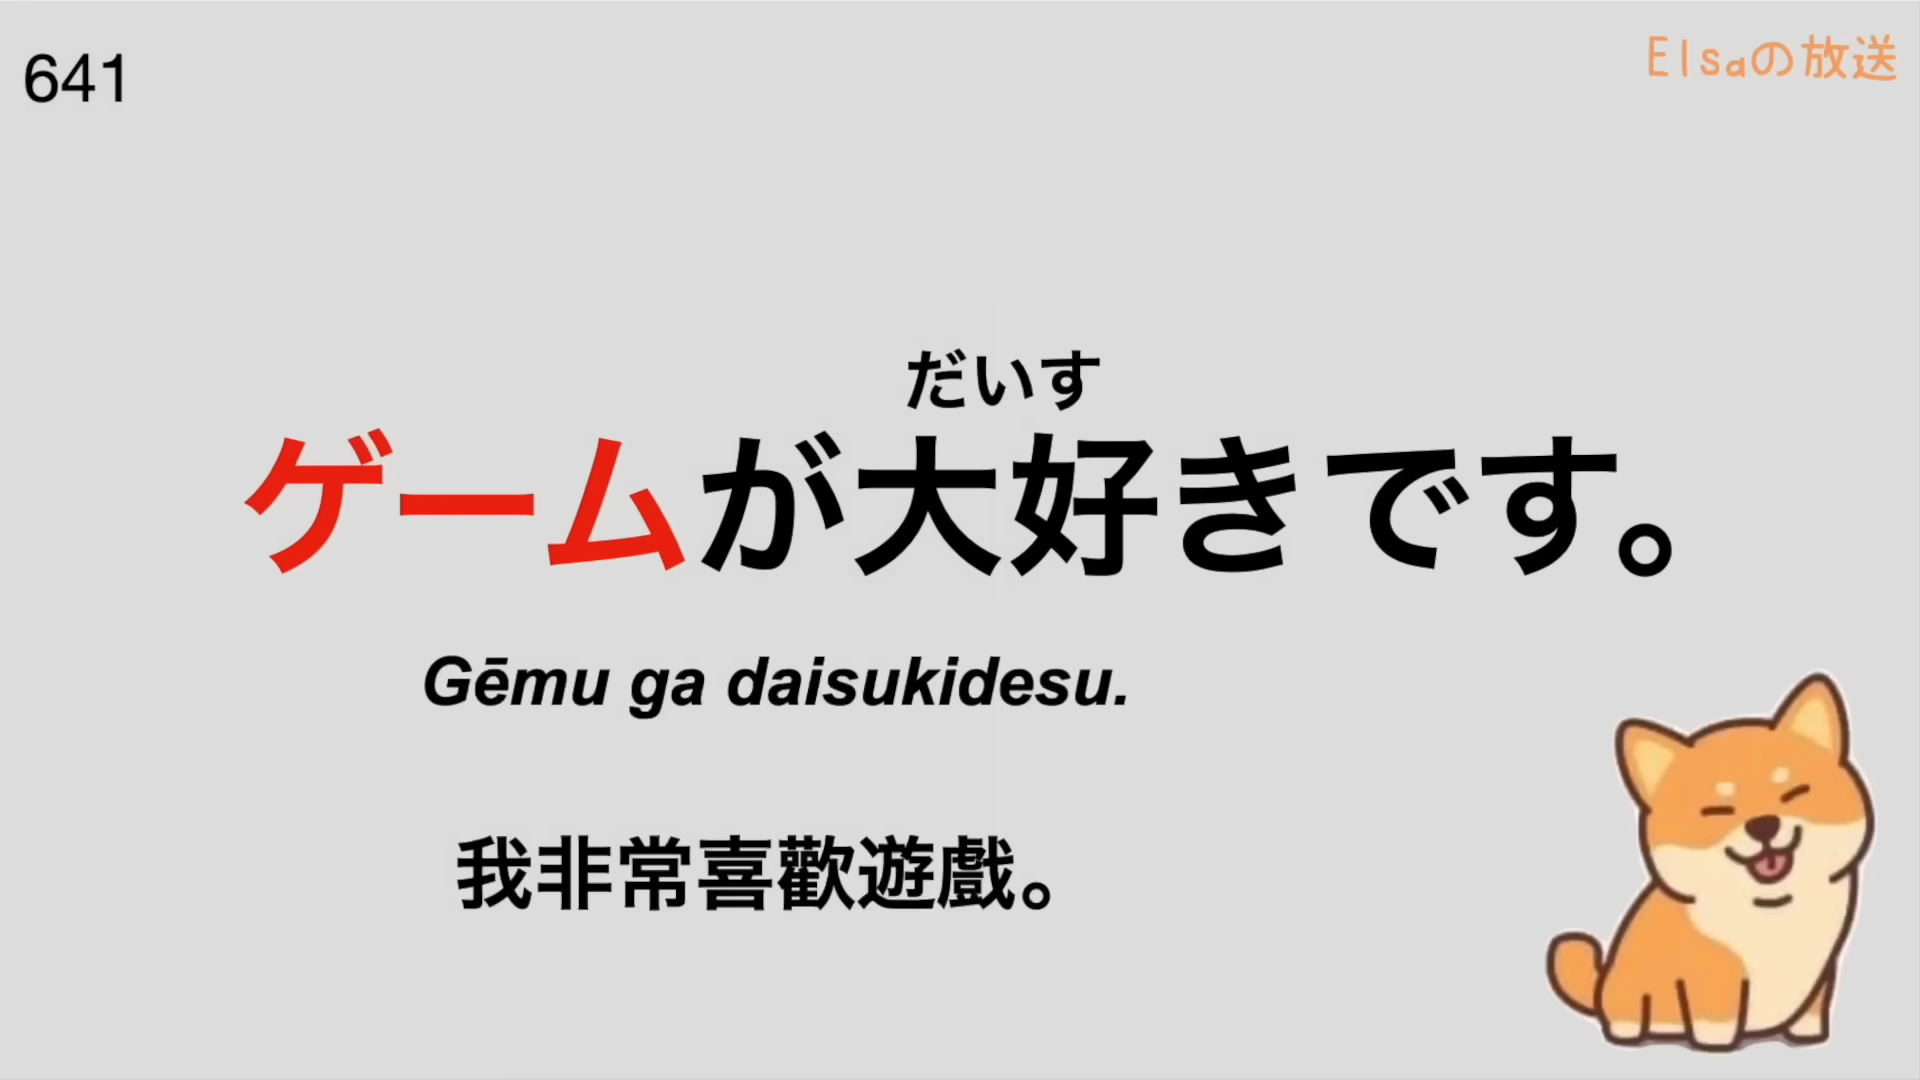 641
Elsaの放送
だいす
ゲームが大好きです。
Gēmu ga daisukidesu.
我非常喜歡遊戲。